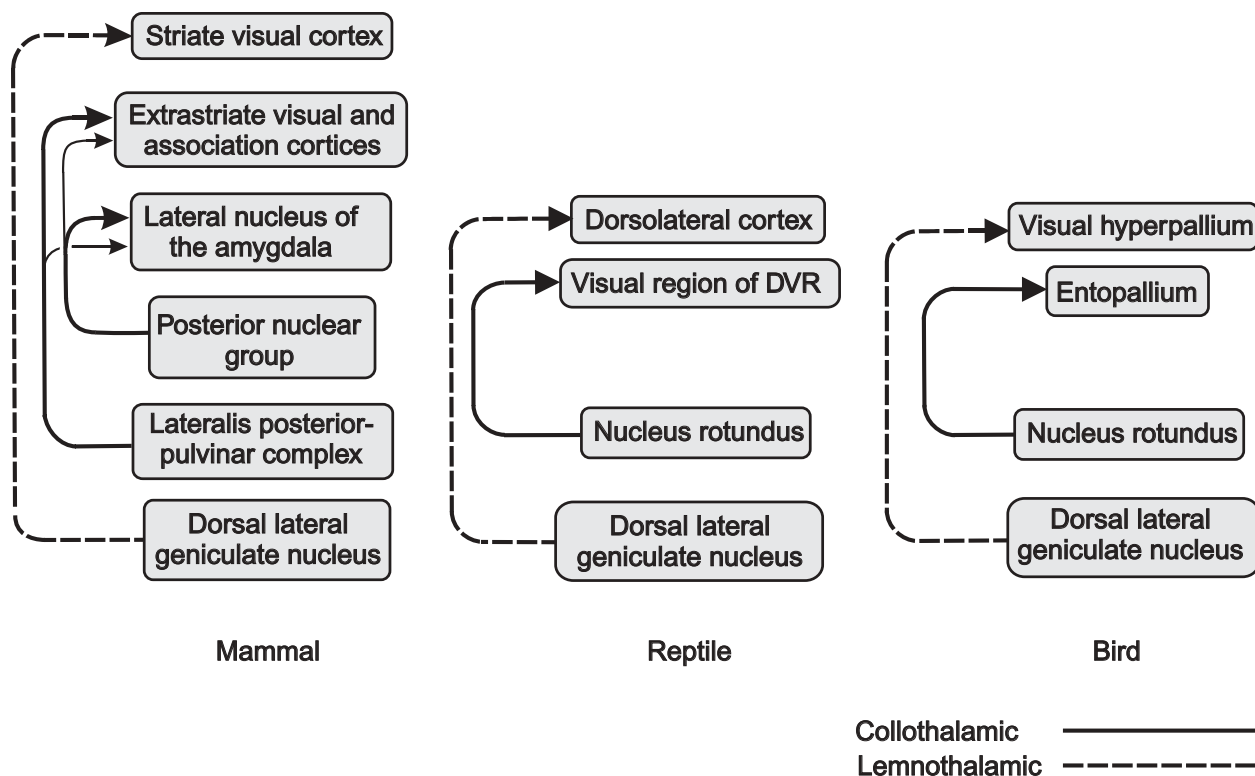 Striate visual cortex
Extrastriate visual and
association cortices
Lateral nucleus of
the amygdala
Posterior nuclear
group
Lateralis posterior-
pulvinar complex
Dorsal lateral
geniculate nucleus
Mammal
Dorsolateral cortex
Visual region of DVR
Nucleus rotundus
Dorsal lateral
geniculate nucleus
Reptile
Visual hyperpallium
Entopallium
Nucleus rotundus
Dorsal lateral
geniculate nucleus
Bird
Collothalamic
Lemnothalamic